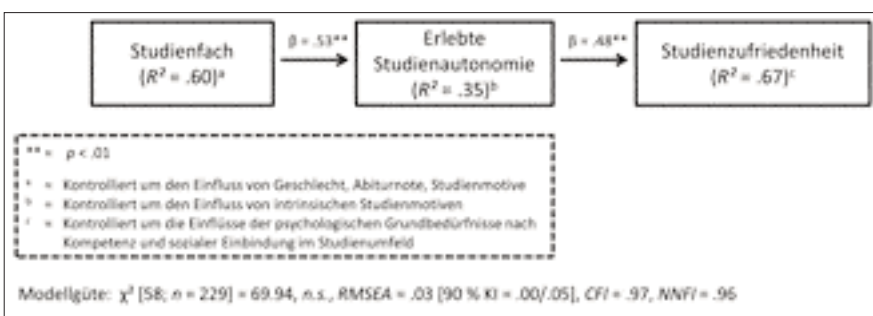 Studienfach
(R² = .60)ᵃ
β = .53**
Erlebte
Studienautonomie
(R² = .35)ᵇ
β = .48**
Studienzufriedenheit
(R² = .67)ᶜ
** = p < .01
ᵃ = Kontrolliert um den Einfluss von Geschlecht, Abiturnote, Studienmotive
ᵇ = Kontrolliert um den Einfluss von intrinsischen Studienmotiven
ᶜ = Kontrolliert um die Einflüsse der psychologischen Grundbedürfnisse nach
Kompetenz und sozialer Einbindung im Studienumfeld
Modellgüte: χ² [58; n = 229] = 69.94, n.s., RMSEA = .03 [90 % KI = .00/.05], CFI = .97, NNFI = .96